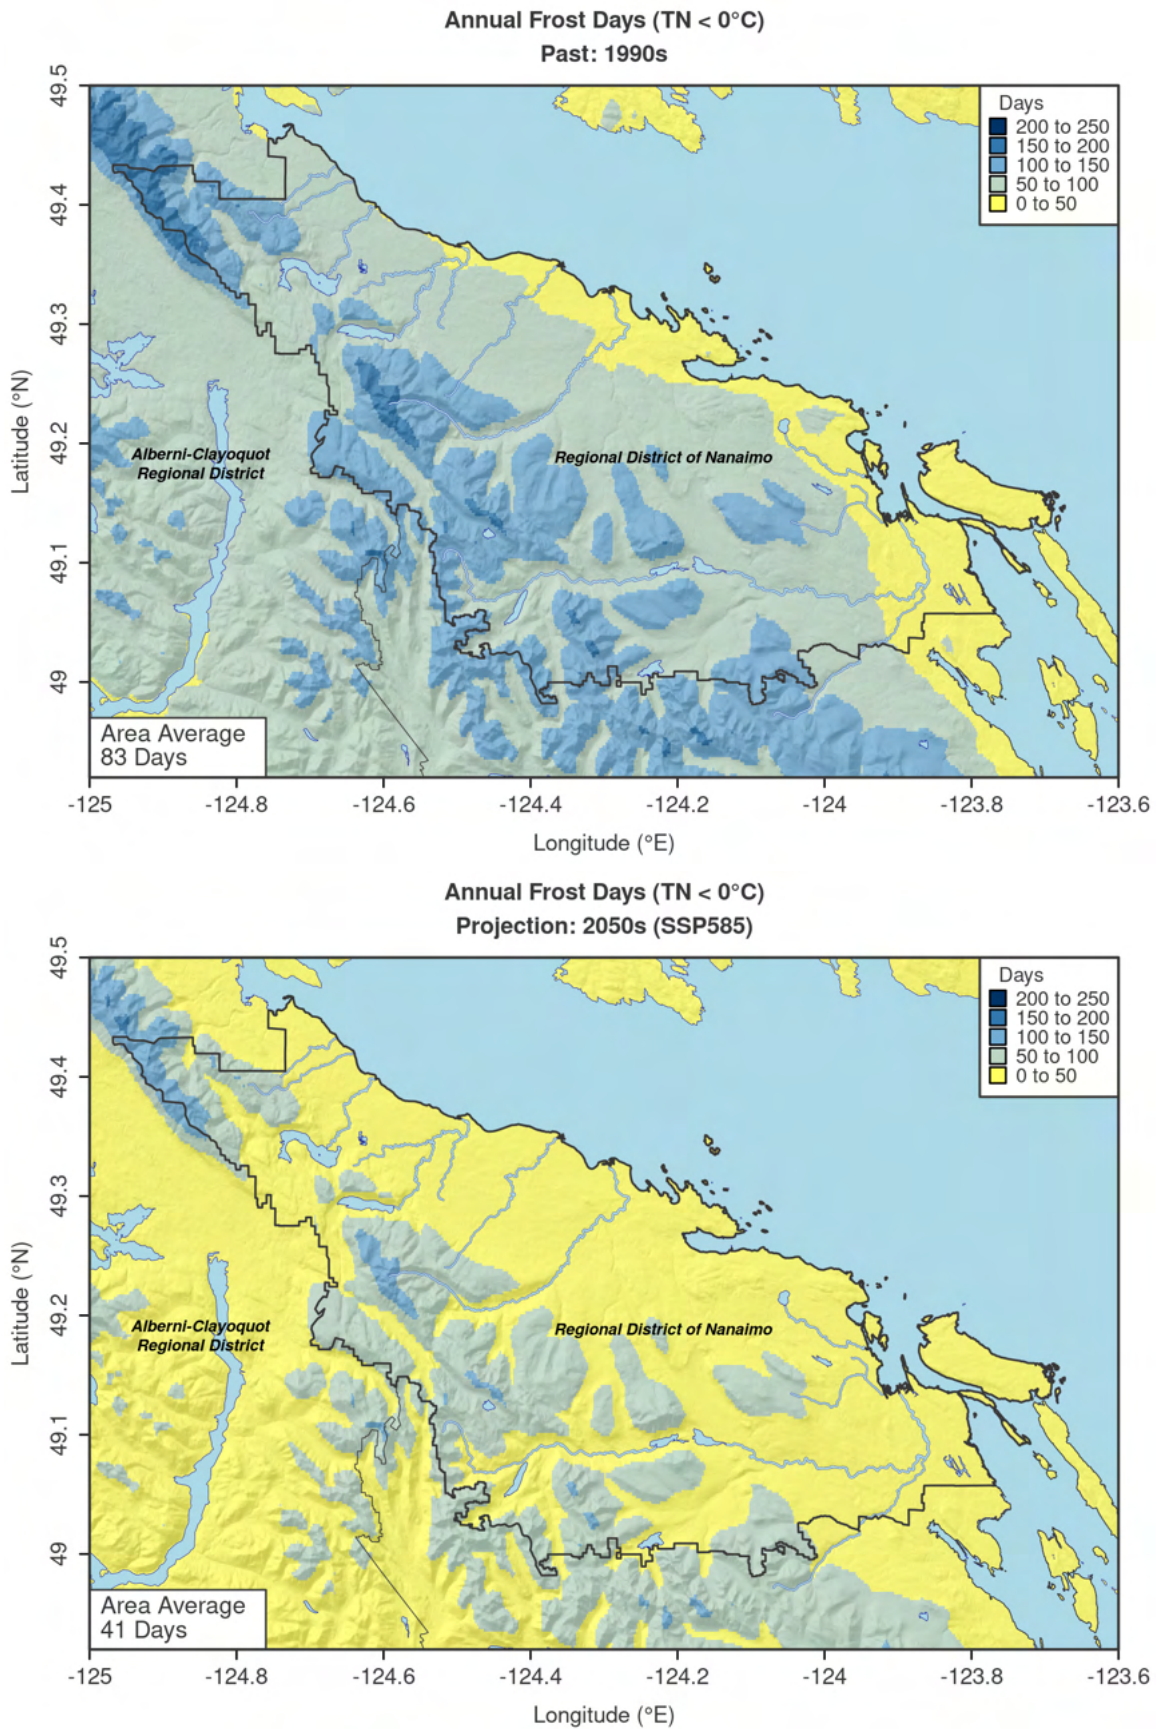 Annual Frost Days (TN < 0°C)
Past: 1990s
49.5
49.4
49.3
49.2
49.1
49
Latitude (°N)
Days
200 to 250
150 to 200
100 to 150
50 to 100
0 to 50
Alberni-Clayoquot
Regional District
Regional District of Nanaimo
Area Average
83 Days
-125
-124.8
-124.6
-124.4
-124.2
-124
-123.8
-123.6
Longitude (°E)
Annual Frost Days (TN < 0°C)
Projection: 2050s (SSP585)
49.5
49.4
49.3
49.2
49.1
49
Latitude (°N)
Days
200 to 250
150 to 200
100 to 150
50 to 100
0 to 50
Alberni-Clayoquot
Regional District
Regional District of Nanaimo
Area Average
41 Days
-125
-124.8
-124.6
-124.4
-124.2
-124
-123.8
-123.6
Longitude (°E)